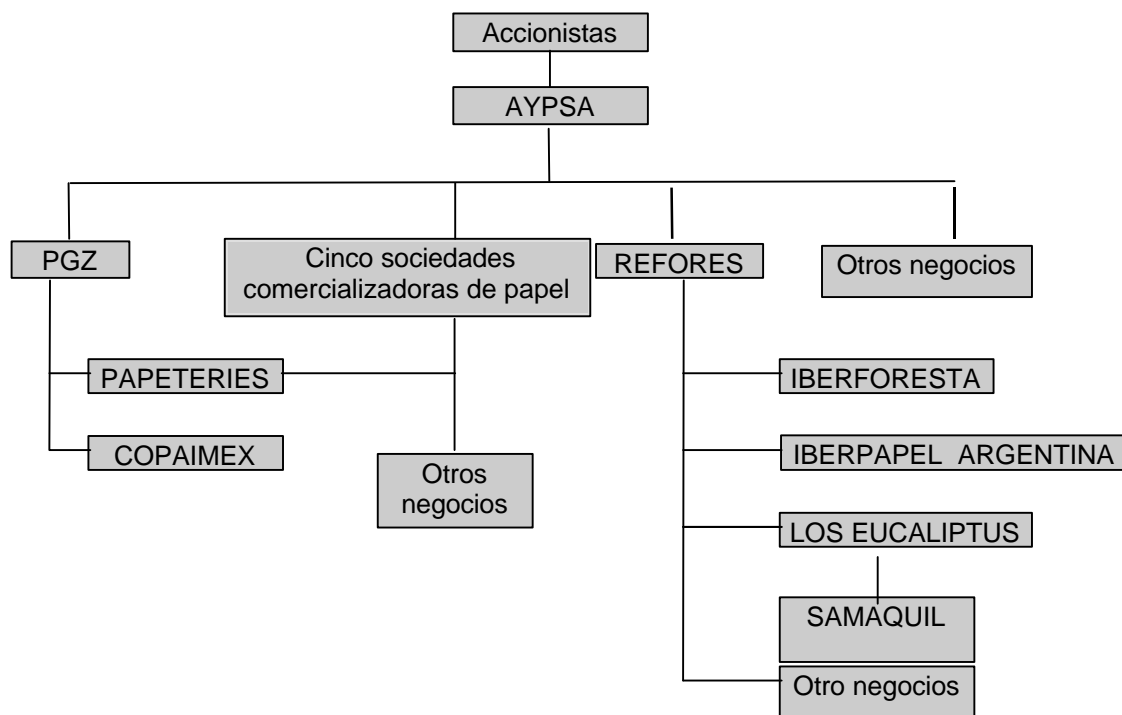 Accionistas
AYPSA
PGZ
Cinco sociedades
comercializadoras de papel
REFORES
Otros negocios
PAPETERIES
COPAIMEX
Otros
negocios
IBERFORESTA
IBERPAPEL ARGENTINA
LOS EUCALIPTUS
SAMAQUIL
Otro negocios